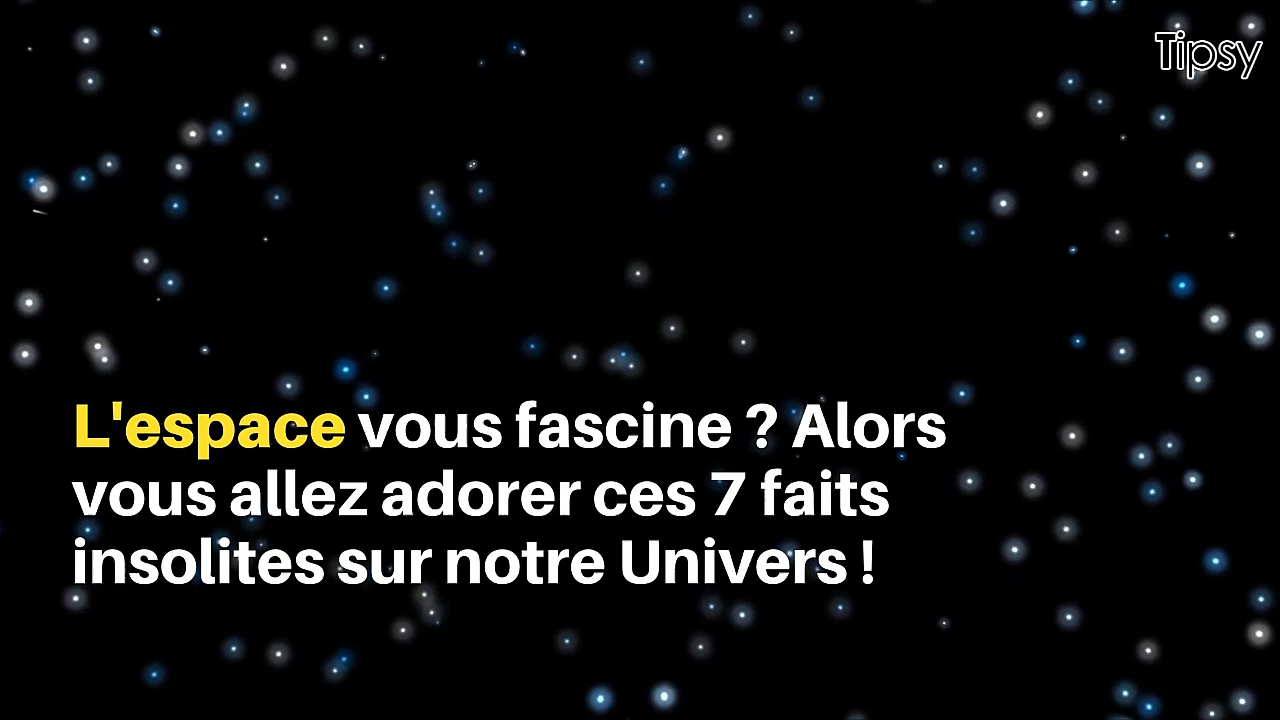 Tipsy
L'espace vous fascine ? Alors
vous allez adorer ces 7 faits
insolites sur notre Univers !